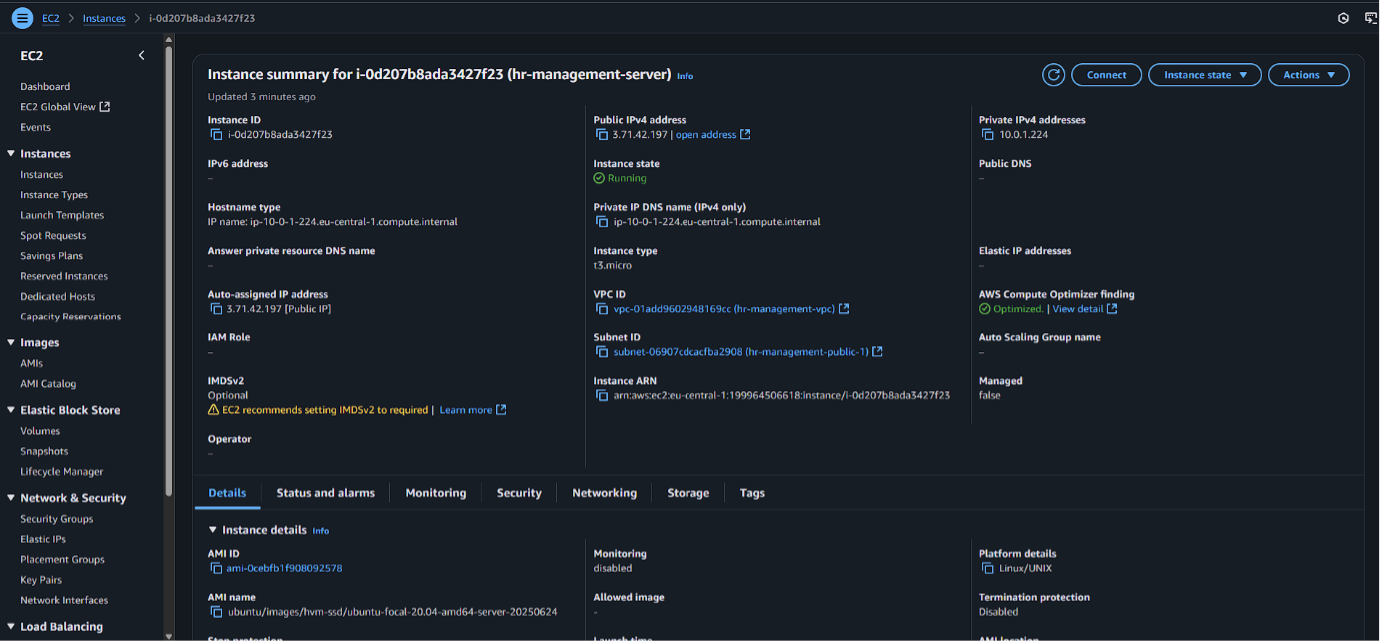 EC2 > Instances > i-0d207b8ada3427f23
EC2
Dashboard
EC2 Global View
Events
Instances
Instances
Instance Types
Launch Templates
Spot Requests
Savings Plans
Reserved Instances
Dedicated Hosts
Capacity Reservations
Images
AMIs
AMI Catalog
Elastic Block Store
Volumes
Snapshots
Lifecycle Manager
Network & Security
Security Groups
Elastic IPs
Placement Groups
Key Pairs
Network Interfaces
Load Balancing
Instance summary for i-0d207b8ada3427f23 (hr-management-server) Info
Connect
Instance state
Actions
Updated 3 minutes ago
Instance ID
i-0d207b8ada3427f23
Public IPv4 address
3.71.42.197 | open address
Private IPv4 addresses
10.0.1.224
IPv6 address
–
Instance state
Running
Public DNS
–
Hostname type
IP name: ip-10-0-1-224.eu-central-1.compute.internal
Private IP DNS name (IPv4 only)
ip-10-0-1-224.eu-central-1.compute.internal
Answer private resource DNS name
–
Instance type
t3.micro
Elastic IP addresses
–
Auto-assigned IP address
3.71.42.197 [Public IP]
VPC ID
vpc-01add9602948169cc (hr-management-vpc)
AWS Compute Optimizer finding
Optimized. | View detail
IAM Role
–
Subnet ID
subnet-06907cdcacfba2908 (hr-management-public-1)
Auto Scaling Group name
–
IMDSv2
Optional
EC2 recommends setting IMDSv2 to required | Learn more
Instance ARN
arn:aws:ec2:eu-central-1:199964506618:instance/i-0d207b8ada3427f23
Managed
false
Operator
–
Details
Status and alarms
Monitoring
Security
Networking
Storage
Tags
Instance details Info
AMI ID
ami-0cebfb1f908092578
Monitoring
disabled
Platform details
Linux/UNIX
AMI name
ubuntu/images/hvm-ssd/ubuntu-focal-20.04-amd64-server-20250624
Allowed image
-
Termination protection
Disabled
Stop protection
Launch time
AMI location